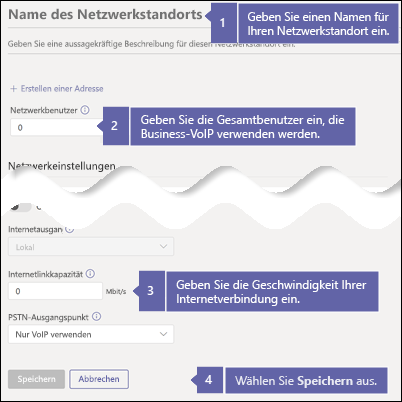 Name des Netzwerkstandorts
1 Geben Sie einen Namen für
Ihren Netzwerkstandort ein.
Geben Sie eine aussagekräftige Beschreibung für diesen Netzwerkstandort ein.
+ Erstellen einer Adresse
Netzwerkbenutzer
0
2 Geben Sie die Gesamtbenutzer ein, die
Business-VoIP verwenden werden.
Netzwerkeinstellungen
Internetausgan
Lokal
Internetlinkkapazität
0 Mbit/s
3 Geben Sie die Geschwindigkeit Ihrer
Internetverbindung ein.
PSTN-Ausgangspunkt
Nur VoIP verwenden
Speichern Abbrechen
4 Wählen Sie Speichern aus.